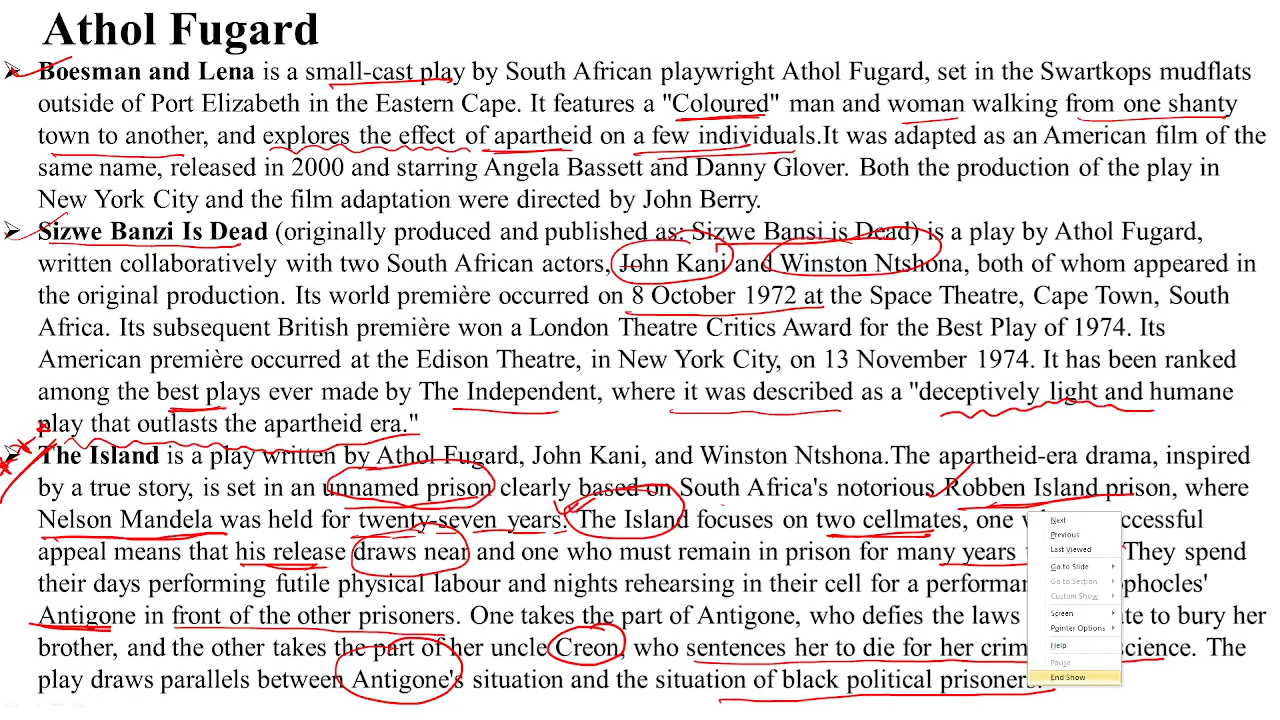 Athol Fugard
Boesman and Lena is a small-cast play by South African playwright Athol Fugard, set in the Swartkops mudflats
outside of Port Elizabeth in the Eastern Cape. It features a "Coloured" man and woman walking from one shanty
town to another, and explores the effect of apartheid on a few individuals.It was adapted as an American film of the
same name, released in 2000 and starring Angela Bassett and Danny Glover. Both the production of the play in
New York City and the film adaptation were directed by John Berry.
Sizwe Banzi Is Dead (originally produced and published as: Sizwe Bansi is Dead) is a play by Athol Fugard,
written collaboratively with two South African actors, John Kani and Winston Ntshona, both of whom appeared in
the original production. Its world première occurred on 8 October 1972 at the Space Theatre, Cape Town, South
Africa. Its subsequent British première won a London Theatre Critics Award for the Best Play of 1974. Its
American première occurred at the Edison Theatre, in New York City, on 13 November 1974. It has been ranked
among the best plays ever made by The Independent, where it was described as a "deceptively light and humane
play that outlasts the apartheid era."
The Island is a play written by Athol Fugard, John Kani, and Winston Ntshona.The apartheid-era drama, inspired
by a true story, is set in an unnamed prison clearly based on South Africa's notorious Robben Island prison, where
Nelson Mandela was held for twenty-seven years. The Island focuses on two cellmates, one successful
appeal means that his release draws near and one who must remain in prison for many years They spend
their days performing futile physical labour and nights rehearsing in their cell for a
Antigone in front of the other prisoners. One takes the part of Antigone, who defies the laws to bury her
brother, and the other takes the part of her uncle Creon, who sentences her to die for her The
play draws parallels between Antigone's situation and the situation of black political prisoners.
Next
Previous
Last Viewed
Go to Slide
Go to Section
Custom Show
Screen
Pointer Options
Help
Pause
End Show